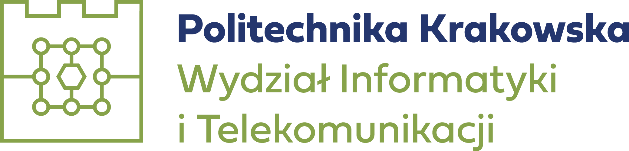 Politechnika Krakowska
Wydział Informatyki
i Telekomunikacji